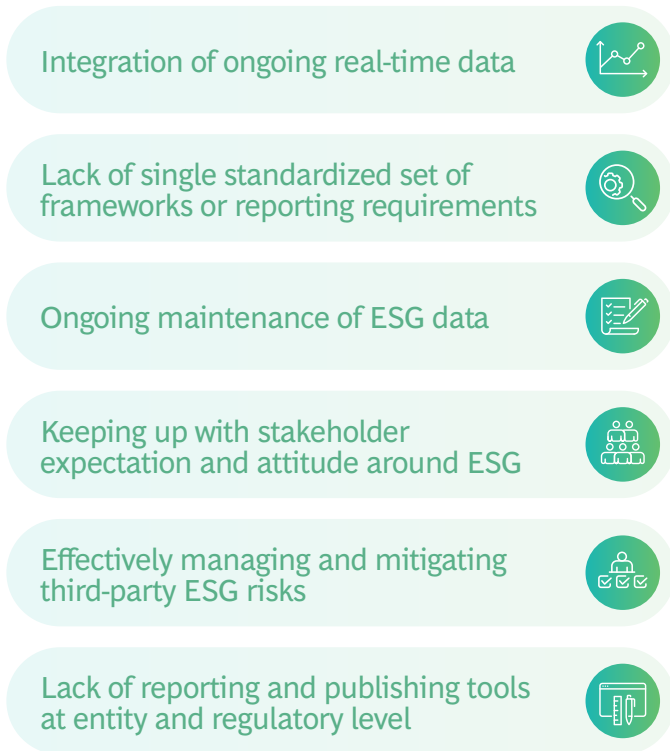 Integration of ongoing real-time data
Lack of single standardized set of
frameworks or reporting requirements
Ongoing maintenance of ESG data
Keeping up with stakeholder
expectation and attitude around ESG
Effectively managing and mitigating
third-party ESG risks
Lack of reporting and publishing tools
at entity and regulatory level